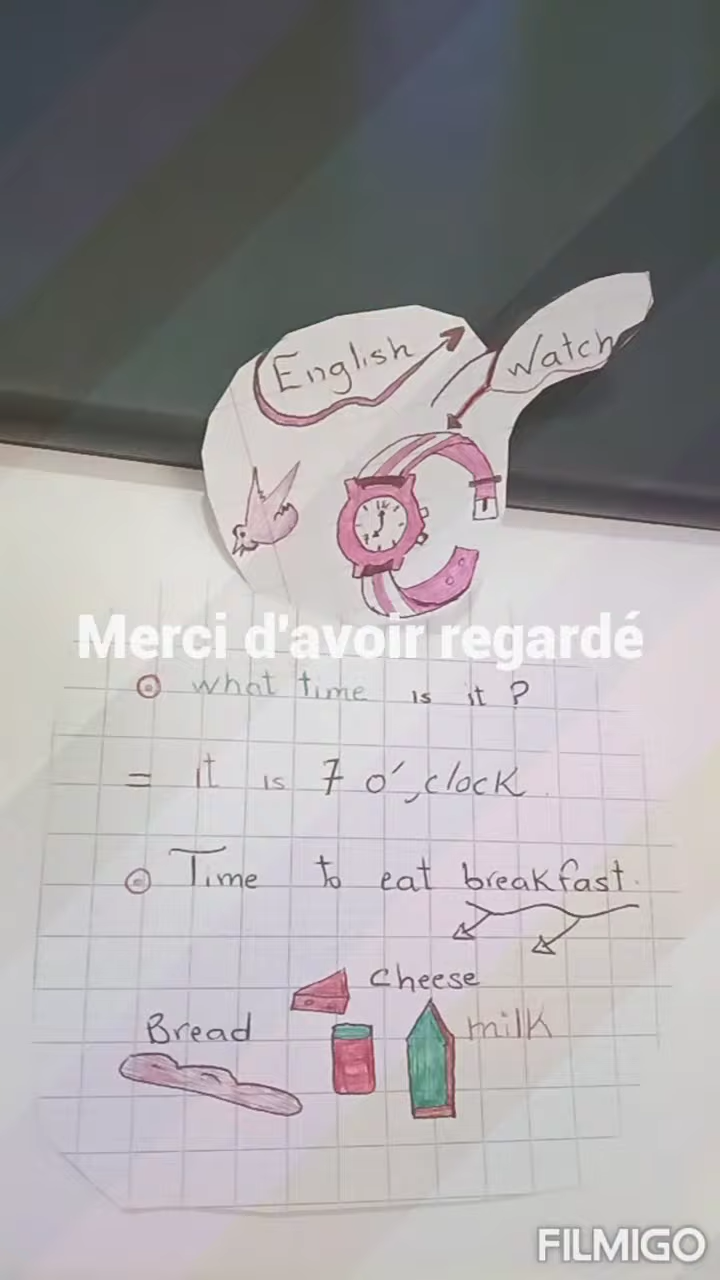 English
Watch
Merci d'avoir regardé
what time is it ?
= it is 7 o', clock.
Time to eat breakfast.
Cheese
Bread
milk
FILMIGO